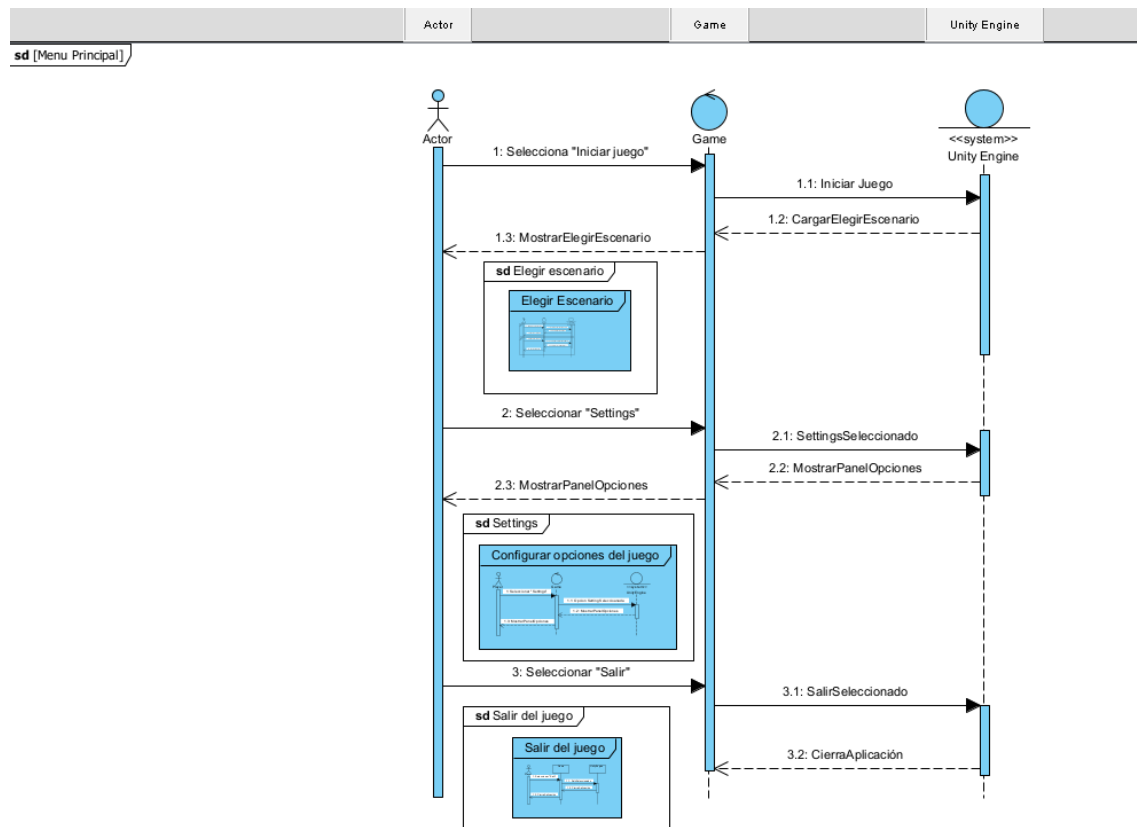 Actor
Game
Unity Engine
sd [Menu Principal]
Actor
Game
<<system>>
Unity Engine
1: Selecciona "Iniciar juego"
1.1: Iniciar Juego
1.2: CargarElegirEscenario
1.3: MostrarElegirEscenario
sd Elegir escenario
Elegir Escenario
2: Seleccionar "Settings"
2.1: SettingsSeleccionado
2.2: MostrarPanelOpciones
2.3: MostrarPanelOpciones
sd Settings
Configurar opciones del juego
3: Seleccionar "Salir"
3.1: SalirSeleccionado
sd Salir del juego
Salir del juego
3.2: CierraAplicación